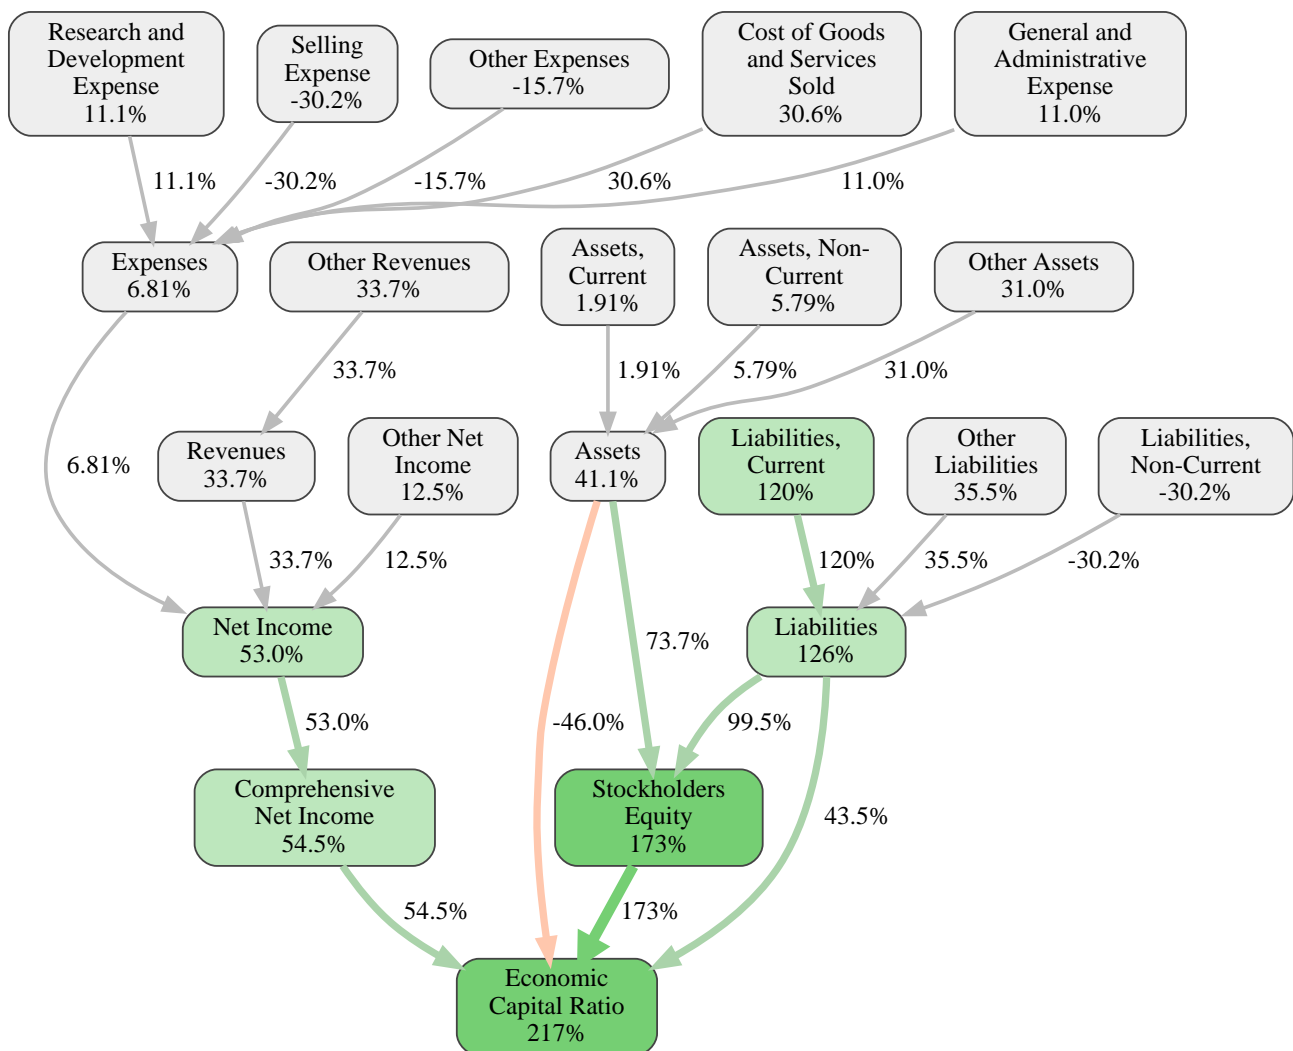 Research and
Development
Expense
11.1%
Selling
Expense
-30.2%
Other Expenses
-15.7%
Cost of Goods
and Services
Sold
30.6%
General and
Administrative
Expense
11.0%
11.1%
-30.2%
-15.7%
30.6%
11.0%
Expenses
6.81%
Other Revenues
33.7%
Assets,
Current
1.91%
Assets, Non-
Current
5.79%
Other Assets
31.0%
33.7%
1.91%
5.79%
31.0%
6.81%
Revenues
33.7%
Other Net
Income
12.5%
Assets
41.1%
Liabilities,
Current
120%
Other
Liabilities
35.5%
Liabilities,
Non-Current
-30.2%
33.7%
12.5%
120%
35.5%
-30.2%
Net Income
53.0%
73.7%
Liabilities
126%
53.0%
-46.0%
99.5%
Comprehensive
Net Income
54.5%
Stockholders
Equity
173%
43.5%
54.5%
173%
Economic
Capital Ratio
217%